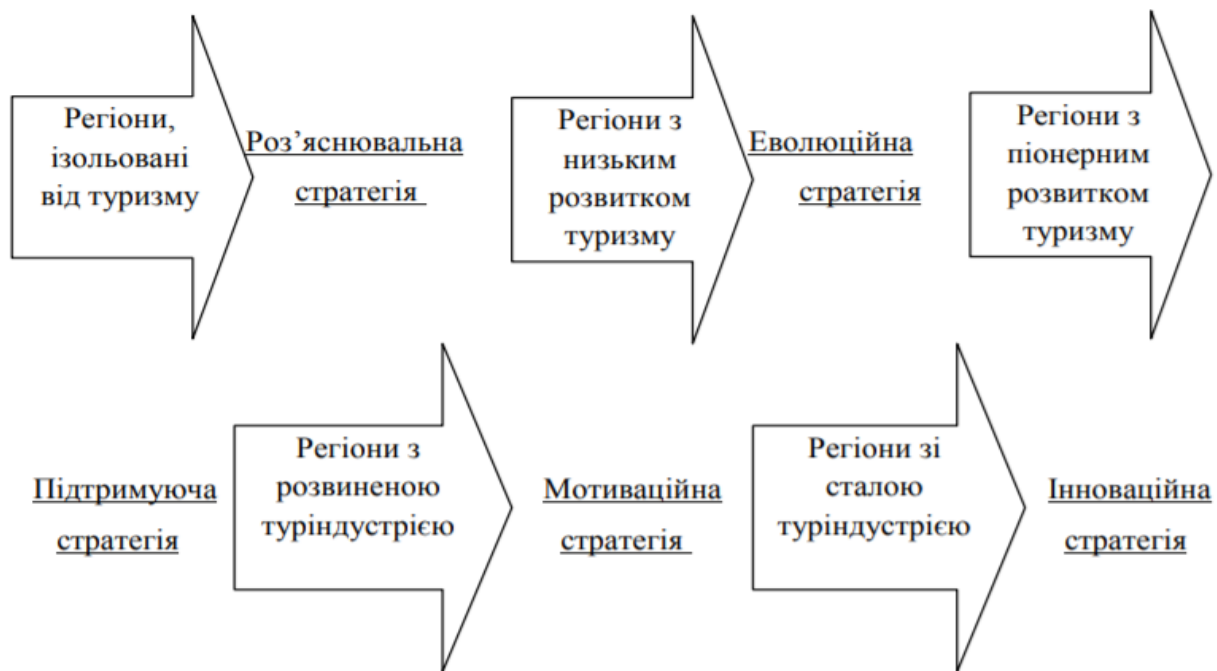 Регіони,
ізольовані
від туризму
Роз’яснювальна
стратегія
Регіони з
низьким
розвитком
туризму
Еволюційна
стратегія
Регіони з
піонерним
розвитком
туризму
Підтримуюча
стратегія
Регіони з
розвиненою
туріндустрією
Мотиваційна
стратегія
Регіони зі
сталою
туріндустрією
Інноваційна
стратегія